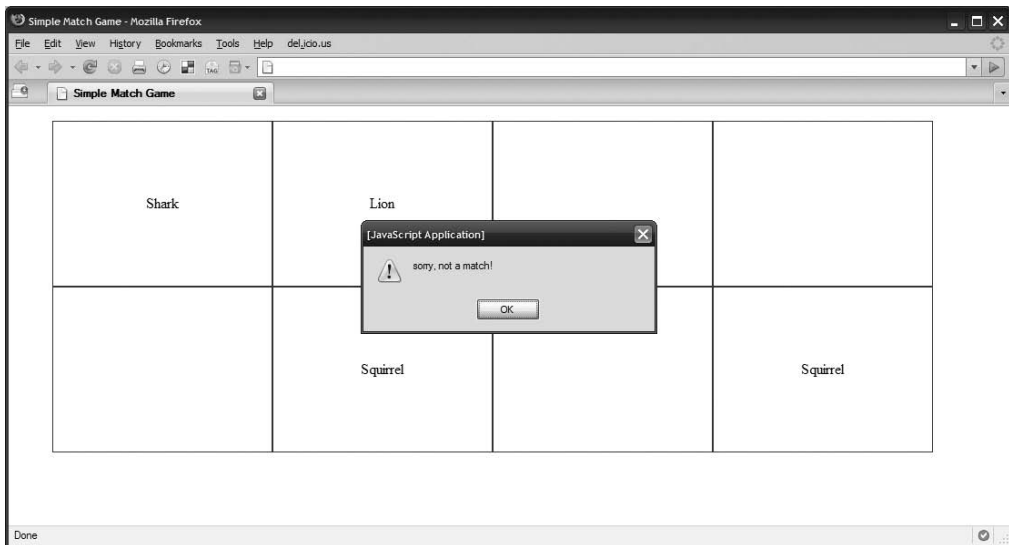 Simple Match Game - Mozilla Firefox
File Edit View History Bookmarks Tools Help del.icio.us
TAG
Simple Match Game
Shark
Lion
[JavaScript Application]
sorry, not a match!
OK
Squirrel
Squirrel
Done